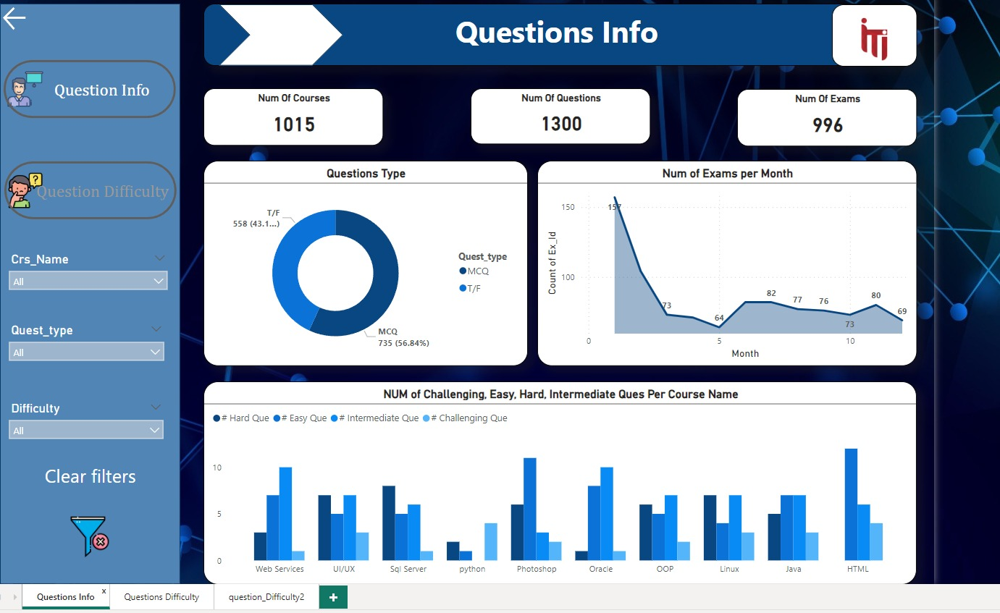 Questions Info
iTi
Question Info
Question Difficulty
Crs_Name
All
Quest_type
All
Difficulty
All
Clear filters
Num Of Courses
1015
Num Of Questions
1300
Num Of Exams
996
Questions Type
T/F
558 (43.1...)
MCQ
735 (56.84%)
Quest_type
MCQ
T/F
Num of Exams per Month
Count of Ex_Id
150
100
157
73
64
82
77
76
73
80
69
0 5 10
Month
NUM of Challenging, Easy, Hard, Intermediate Ques Per Course Name
# Hard Que # Easy Que # Intermediate Que # Challenging Que
10
5
0
Web Services UI/UX Sql Server python Photoshop Oracle OOP Linux Java HTML
Questions Info x Questions Difficulty question_Difficulty2 +